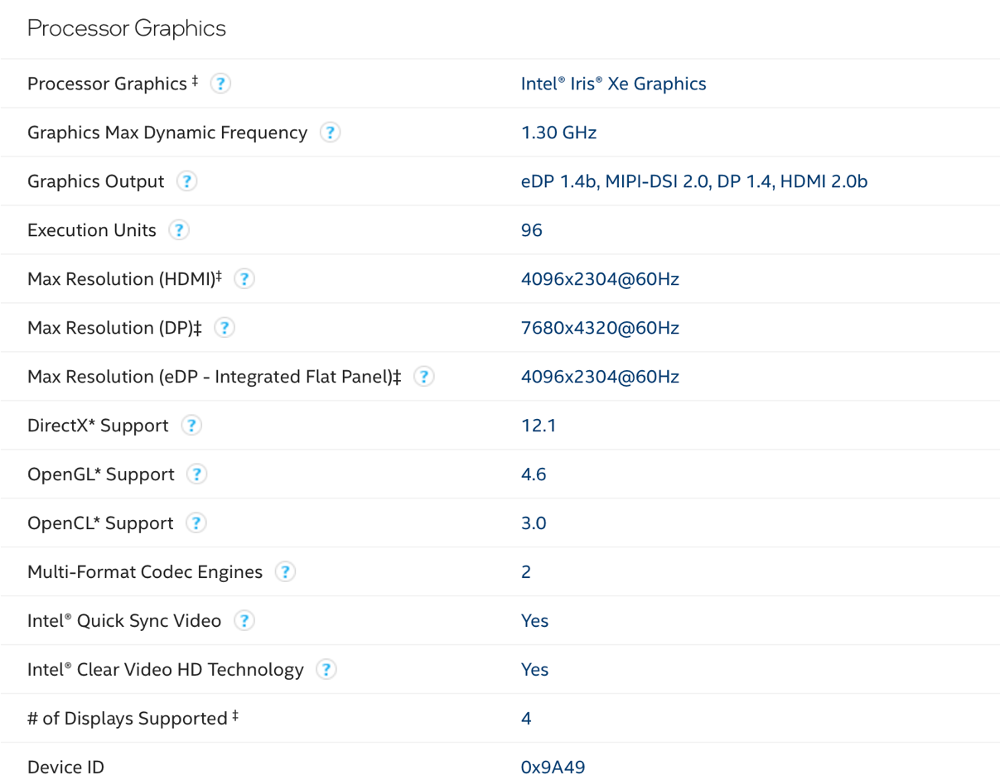 Processor Graphics
Processor Graphics ‡ ? Intel® Iris® Xe Graphics
Graphics Max Dynamic Frequency ? 1.30 GHz
Graphics Output ? eDP 1.4b, MIPI-DSI 2.0, DP 1.4, HDMI 2.0b
Execution Units ? 96
Max Resolution (HDMI)‡ ? 4096x2304@60Hz
Max Resolution (DP)‡ ? 7680x4320@60Hz
Max Resolution (eDP - Integrated Flat Panel)‡ ? 4096x2304@60Hz
DirectX* Support ? 12.1
OpenGL* Support ? 4.6
OpenCL* Support ? 3.0
Multi-Format Codec Engines ? 2
Intel® Quick Sync Video ? Yes
Intel® Clear Video HD Technology ? Yes
# of Displays Supported ‡ 4
Device ID 0x9A49